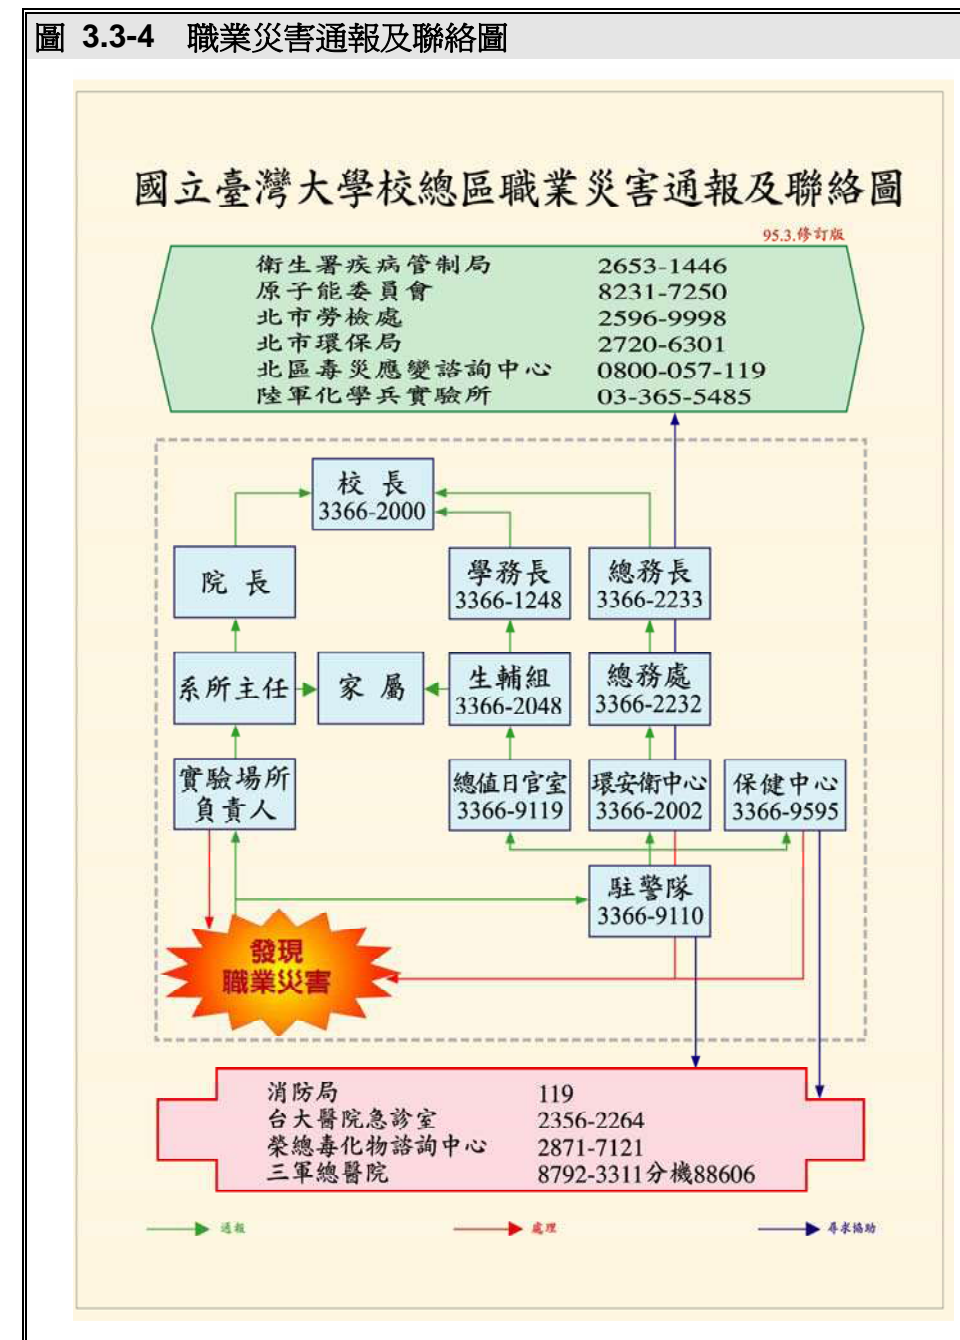 圖 3.3-4 職業災害通報及聯絡圖
國立臺灣大學校總區職業災害通報及聯絡圖
95.3.修訂版
衛生署疾病管制局 2653-1446
原子能委員會 8231-7250
北市勞檢處 2596-9998
北市環保局 2720-6301
北區毒災應變諮詢中心 0800-057-119
陸軍化學兵實驗所 03-365-5485
校長
3366-2000
院長
學務長
3366-1248
總務長
3366-2233
系所主任
家屬
生輔組
3366-2048
總務處
3366-2232
實驗場所
負責人
總值日官室
3366-9119
環安衛中心
3366-2002
保健中心
3366-9595
駐警隊
3366-9110
發現
職業災害
消防局 119
台大醫院急診室 2356-2264
榮總毒化物諮詢中心 2871-7121
三軍總醫院 8792-3311分機88606
通報
處理
尋求協助